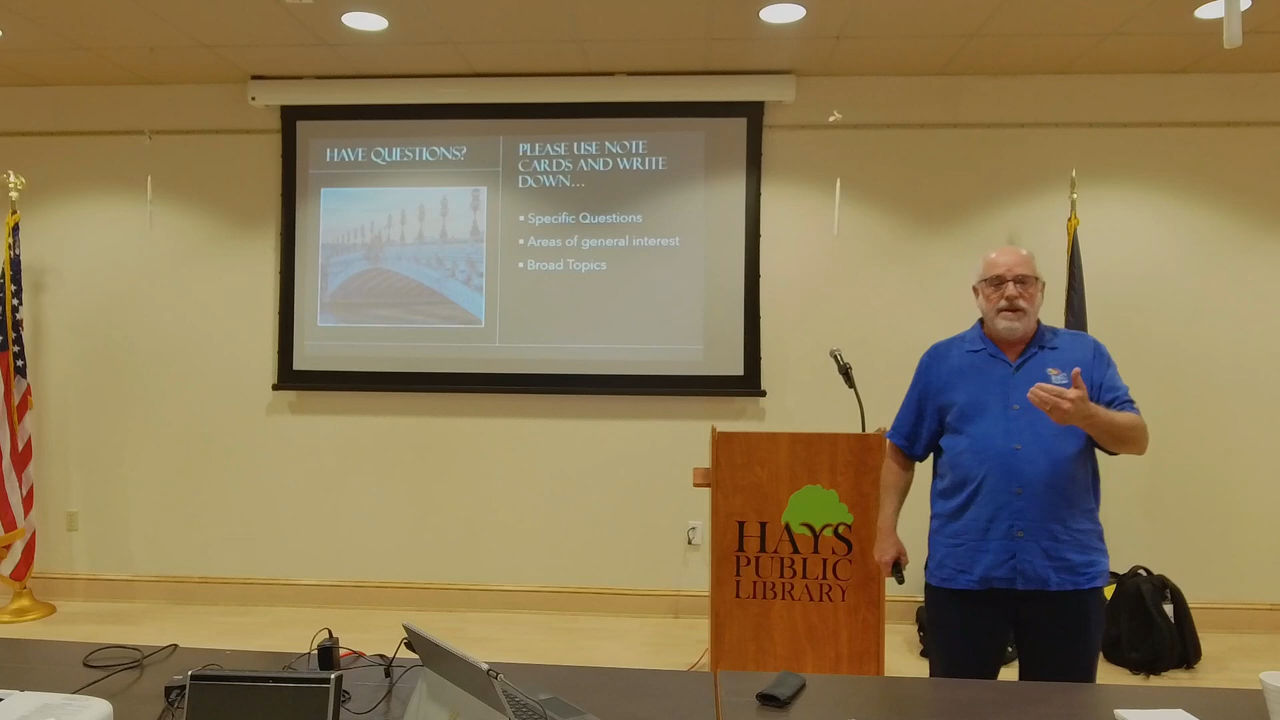 HAVE QUESTIONS?
PLEASE USE NOTE
CARDS AND WRITE
DOWN...
▪ Specific Questions
▪ Areas of general interest
▪ Broad Topics
HAYS
PUBLIC
LIBRARY